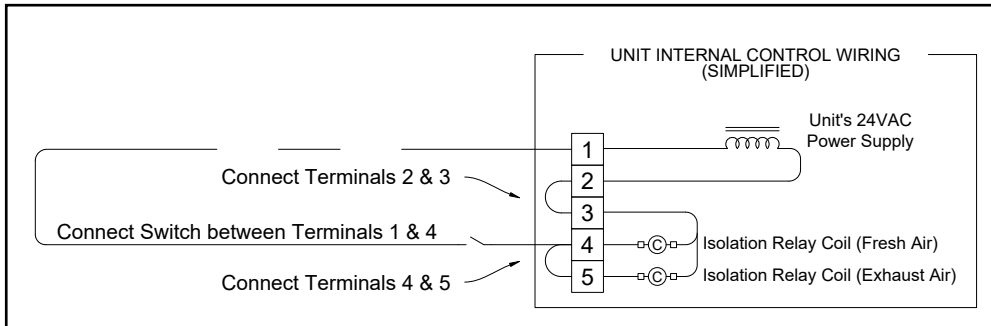 UNIT INTERNAL CONTROL WIRING
(SIMPLIFIED)
Unit's 24VAC
Power Supply
1
Connect Terminals 2 & 3
2
3
Connect Switch between Terminals 1 & 4
4
C
Isolation Relay Coil (Fresh Air)
Connect Terminals 4 & 5
5
C
Isolation Relay Coil (Exhaust Air)